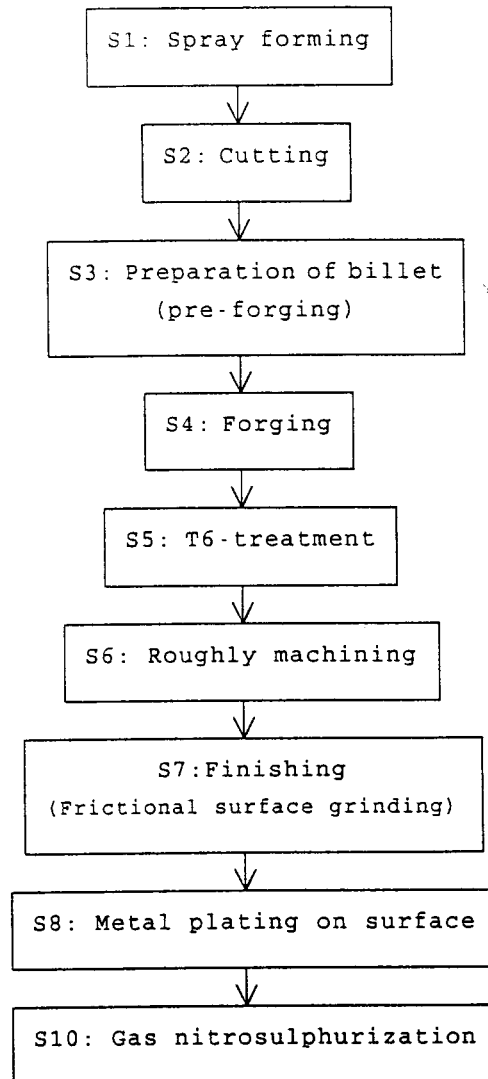 S1: Spray forming
S2: Cutting
S3: Preparation of billet
(pre-forging)
S4: Forging
S5: T6-treatment
S6: Roughly machining
S7:Finishing
(Frictional surface grinding)
S8: Metal plating on surface
S10: Gas nitrosulphurization